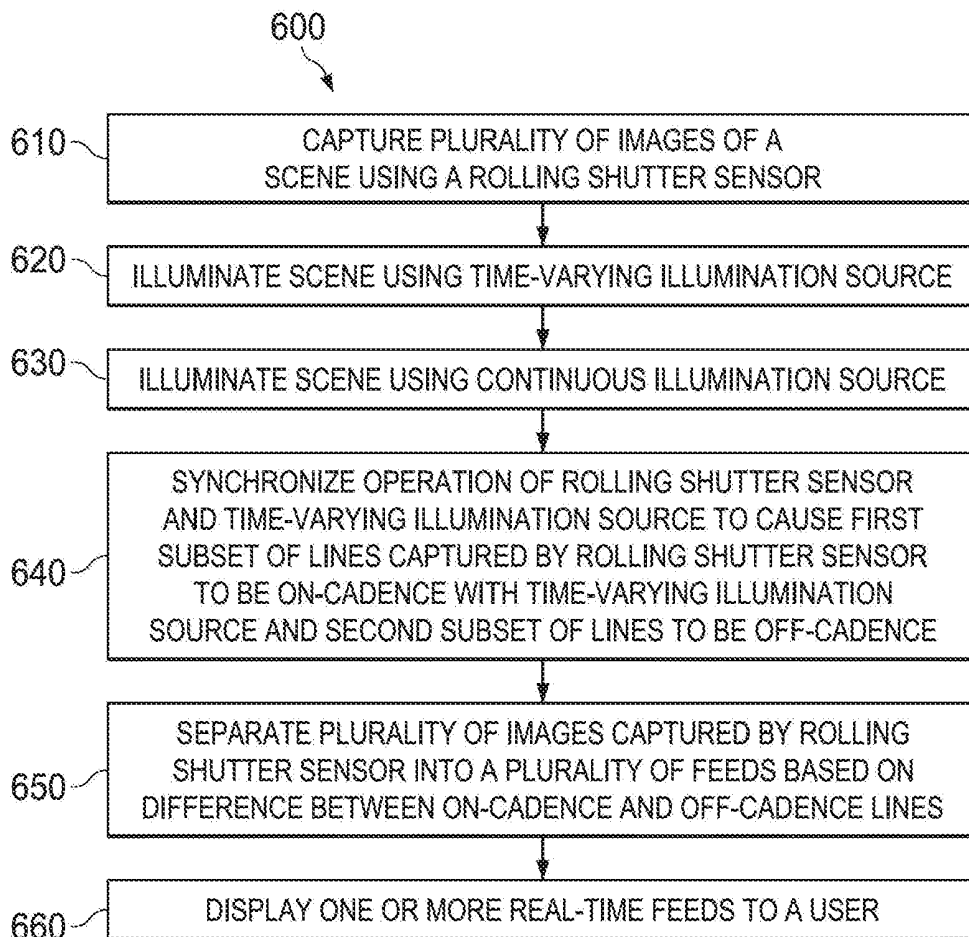 600
610
CAPTURE PLURALITY OF IMAGES OF A
SCENE USING A ROLLING SHUTTER SENSOR
620
ILLUMINATE SCENE USING TIME-VARYING ILLUMINATION SOURCE
630
ILLUMINATE SCENE USING CONTINUOUS ILLUMINATION SOURCE
640
SYNCHRONIZE OPERATION OF ROLLING SHUTTER SENSOR
AND TIME-VARYING ILLUMINATION SOURCE TO CAUSE FIRST
SUBSET OF LINES CAPTURED BY ROLLING SHUTTER SENSOR
TO BE ON-CADENCE WITH TIME-VARYING ILLUMINATION
SOURCE AND SECOND SUBSET OF LINES TO BE OFF-CADENCE
650
SEPARATE PLURALITY OF IMAGES CAPTURED BY ROLLING
SHUTTER SENSOR INTO A PLURALITY OF FEEDS BASED ON
DIFFERENCE BETWEEN ON-CADENCE AND OFF-CADENCE LINES
660
DISPLAY ONE OR MORE REAL-TIME FEEDS TO A USER